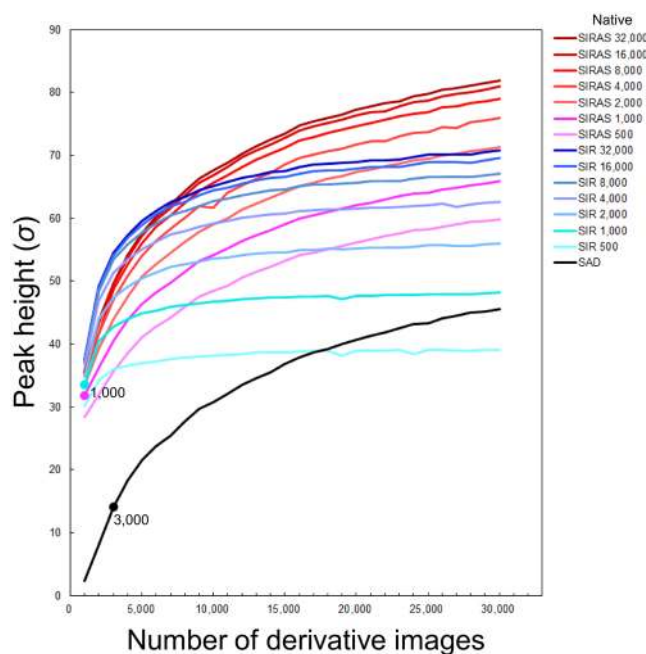 Native
SIRAS 32,000
SIRAS 16,000
SIRAS 8,000
SIRAS 4,000
SIRAS 2,000
SIRAS 1,000
SIRAS 500
SIR 32,000
SIR 16,000
SIR 8,000
SIR 4,000
SIR 2,000
SIR 1,000
SIR 500
SAD
Peak height (σ)
90
80
70
60
50
40
30
20
10
0
1,000
3,000
0 5,000 10,000 15,000 20,000 25,000 30,000
Number of derivative images